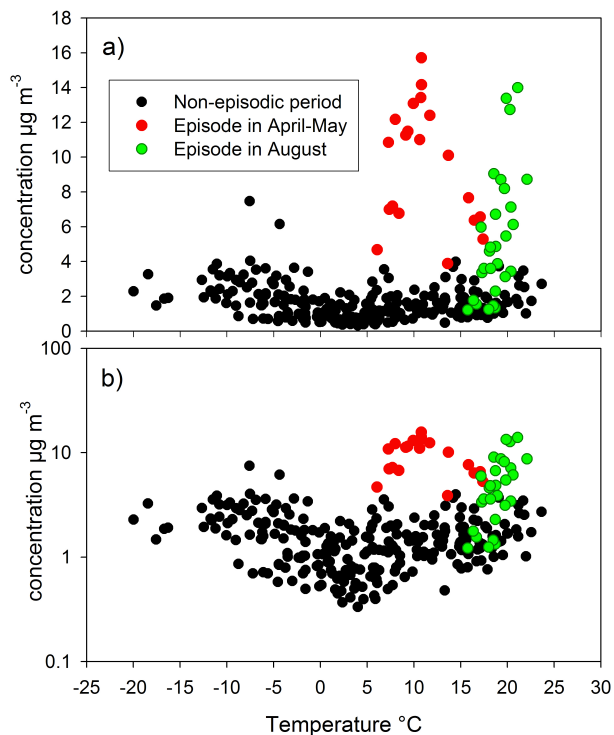 a)
Non-episodic period
Episode in April-May
Episode in August
concentration µg m⁻³
18
16
14
12
10
8
6
4
2
0
b)
concentration µg m⁻³
100
10
1
0.1
-25 -20 -15 -10 -5 0 5 10 15 20 25 30
Temperature °C